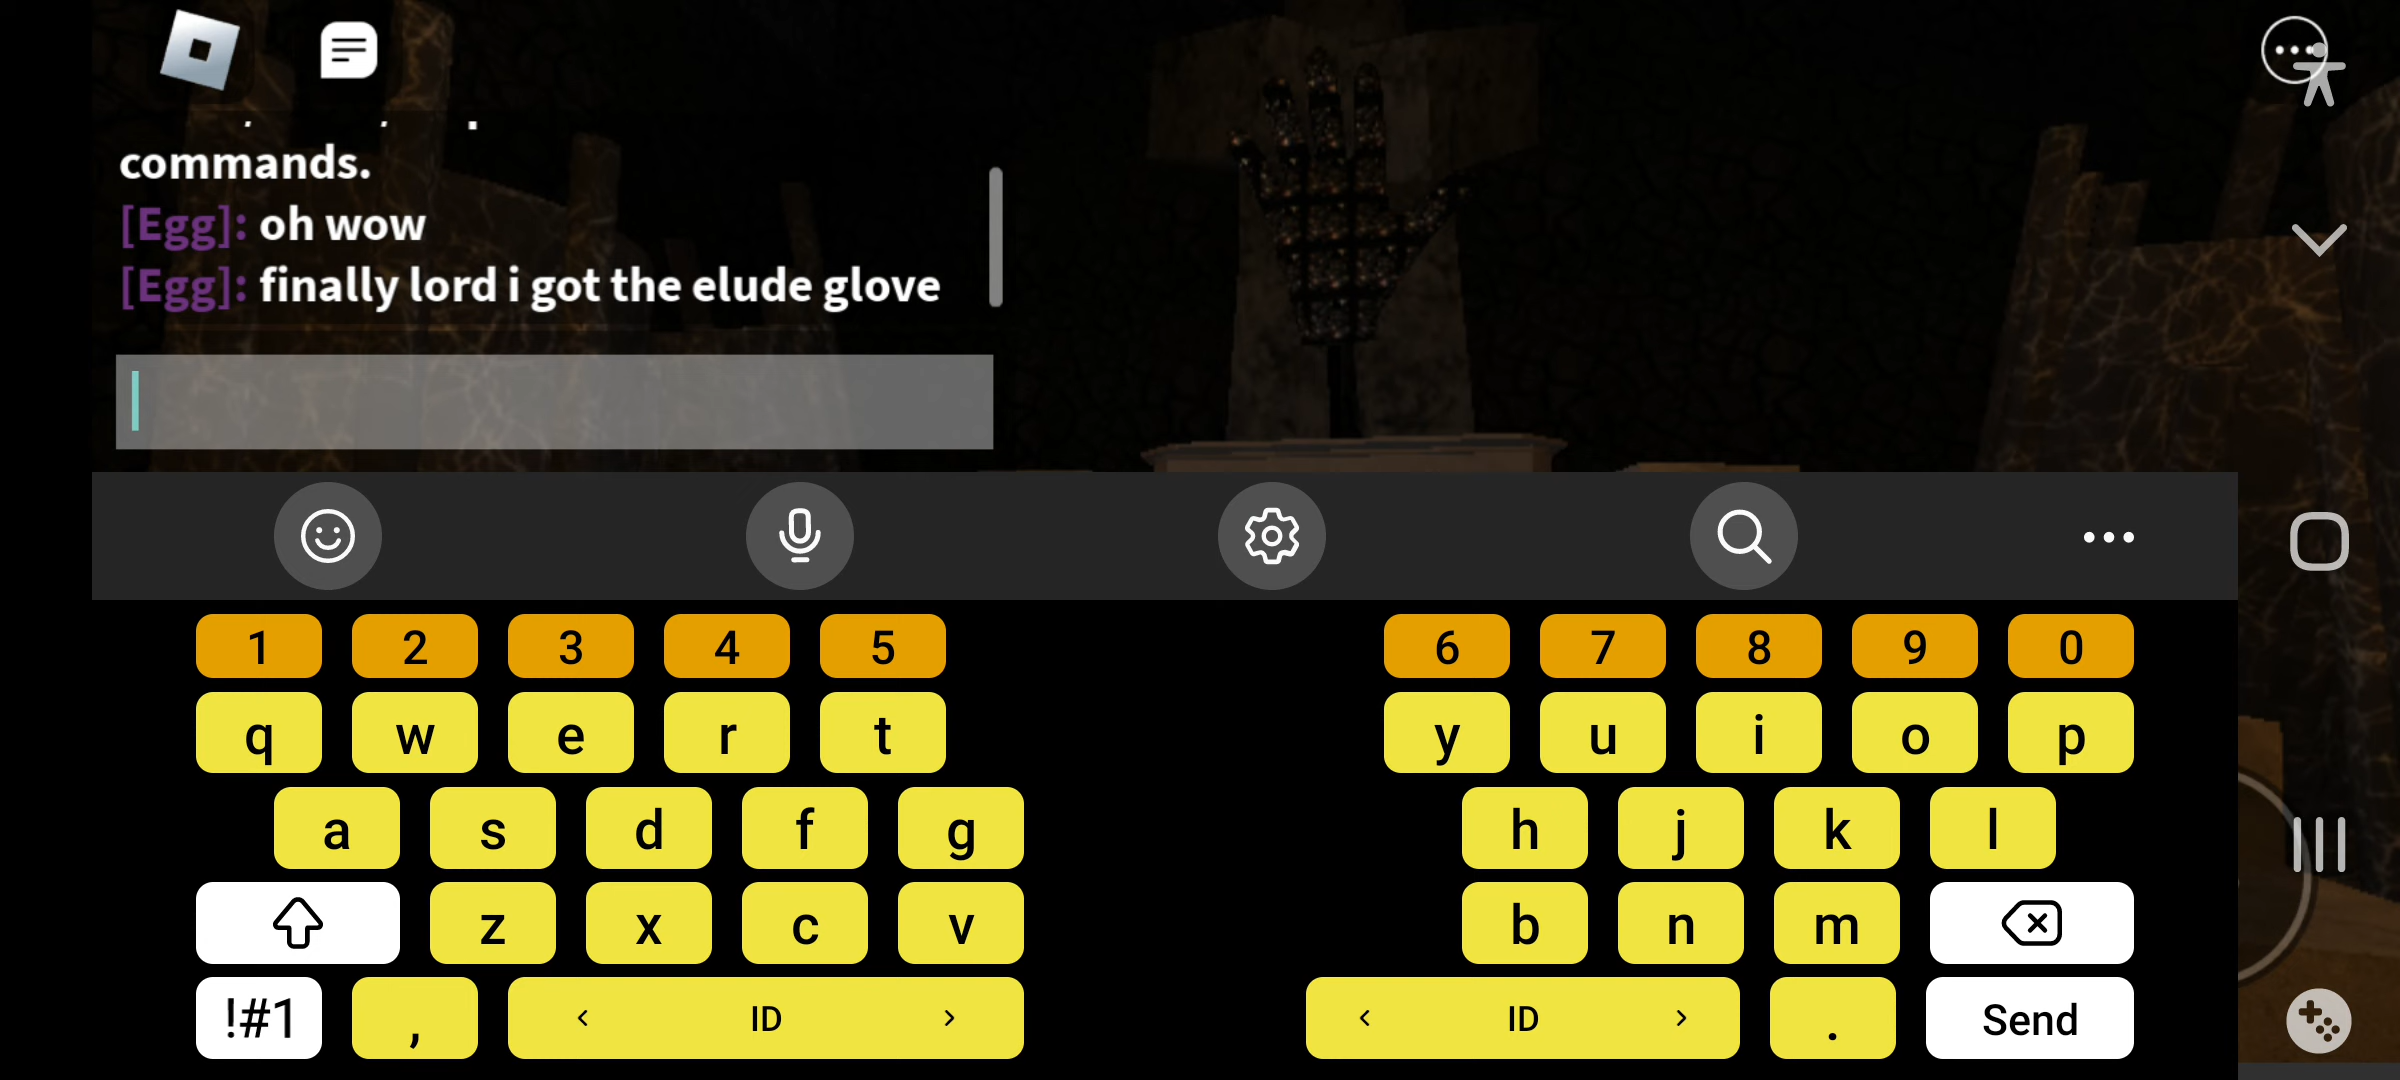 commands.
[Egg]: oh wow
[Egg]: finally lord i got the elude glove
1 2 3 4 5 6 7 8 9 0
q w e r t y u i o p
a s d f g h j k l
z x c v b n m
!#1 , < ID > < ID > . Send